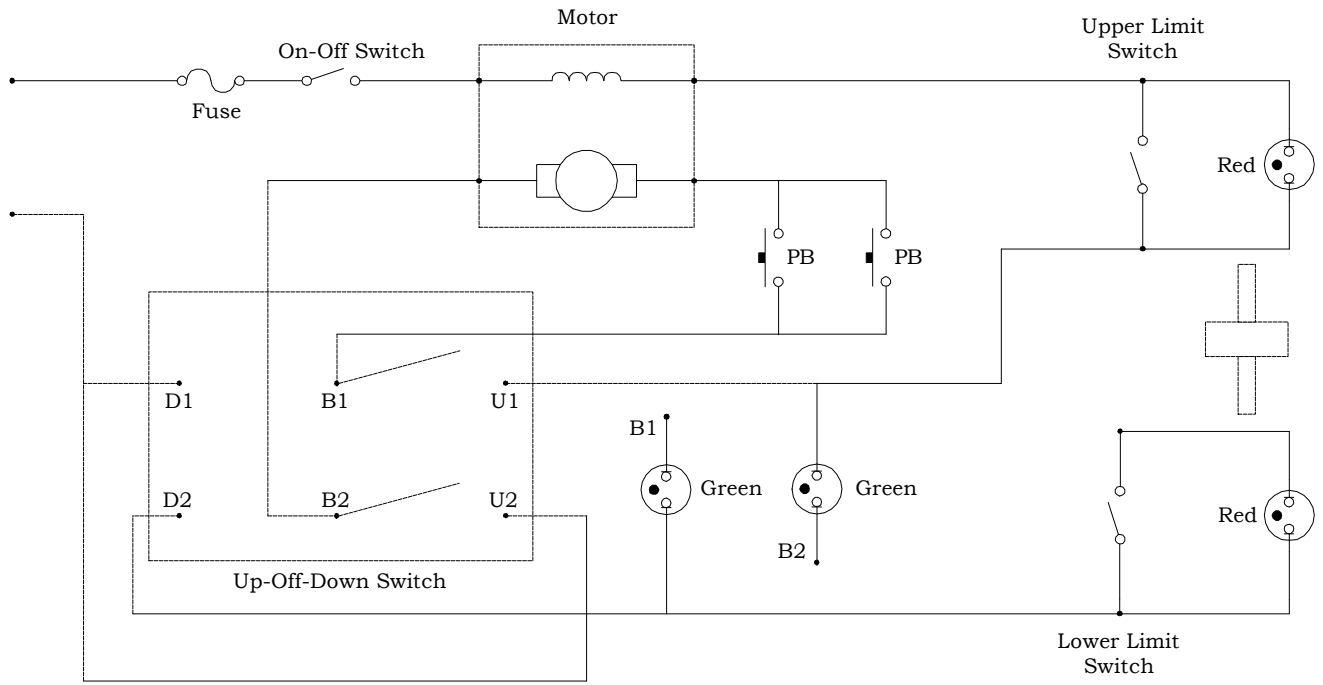 Motor
Upper Limit
Switch
On-Off Switch
Fuse
Red
PB
PB
D1
B1
U1
B1
Green
Green
D2
B2
U2
Red
B2
Up-Off-Down Switch
Lower Limit
Switch